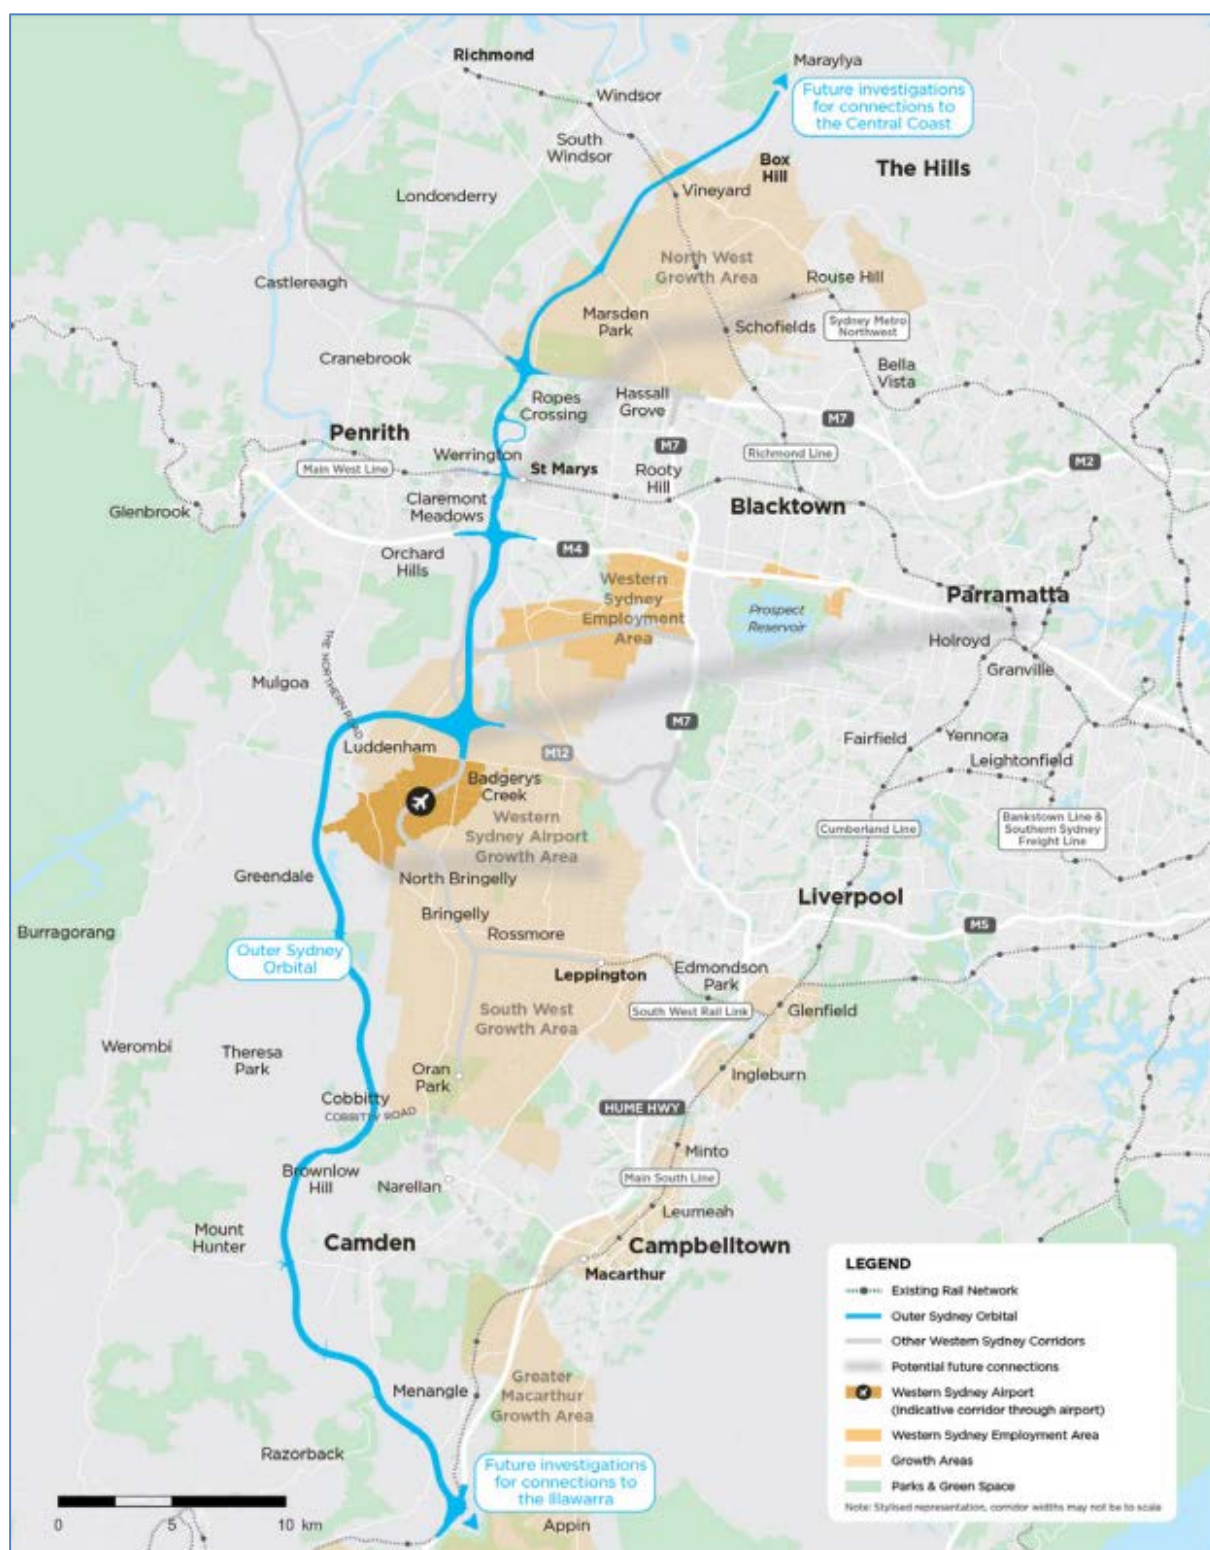 Richmond
Maraylya
Future investigations
for connections to
the Central Coast
Windsor
South
Windsor
Box
Hill
The Hills
Londonderry
Vineyard
North West
Growth Area
Rouse Hill
Castlereagh
Marsden
Park
Schofields
Sydney Metro
Northwest
Cranebrook
Bella
Vista
Ropes
Crossing
Hassall
Grove
M7
Penrith
M7
Richmond Line
M2
Main West Line
Werrington
St Marys
Rooty
Hill
Claremont
Meadows
Blacktown
Glenbrook
Orchard
Hills
M4
Western
Sydney
Employment
Area
Prospect
Reservoir
Parramatta
Holroyd
Granville
THE NORTHERN ROAD
Mulgoa
M7
Luddenham
M12
Fairfield
Yennora
Leightonfield
Badgerys
Creek
Western
Sydney Airport
Growth Area
Cumberland Line
Bankstown Line &
Southern Sydney
Freight Line
Greendale
North Bringelly
Liverpool
Bringelly
Burragorang
Rossmore
M5
Outer Sydney
Orbital
Leppington
Edmondson
Park
South West
Growth Area
South West Rail Link
Glenfield
Werombi
Theresa
Park
Oran
Park
Ingleburn
Cobbitty
COBBITTY ROAD
HUME HWY
Minto
Brownlow
Hill
Narellan
Main South Line
Leumeah
Mount
Hunter
Camden
Campbelltown
Macarthur
LEGEND
Existing Rail Network
Outer Sydney Orbital
Other Western Sydney Corridors
Potential future connections
Western Sydney Airport
(Indicative corridor through airport)
Western Sydney Employment Area
Growth Areas
Parks & Green Space
Note: Stylised representation, corridor widths may not be to scale
Menangle
Greater
Macarthur
Growth Area
Razorback
Future investigations
for connections to
the Illawarra
0 5 10 km
Appin